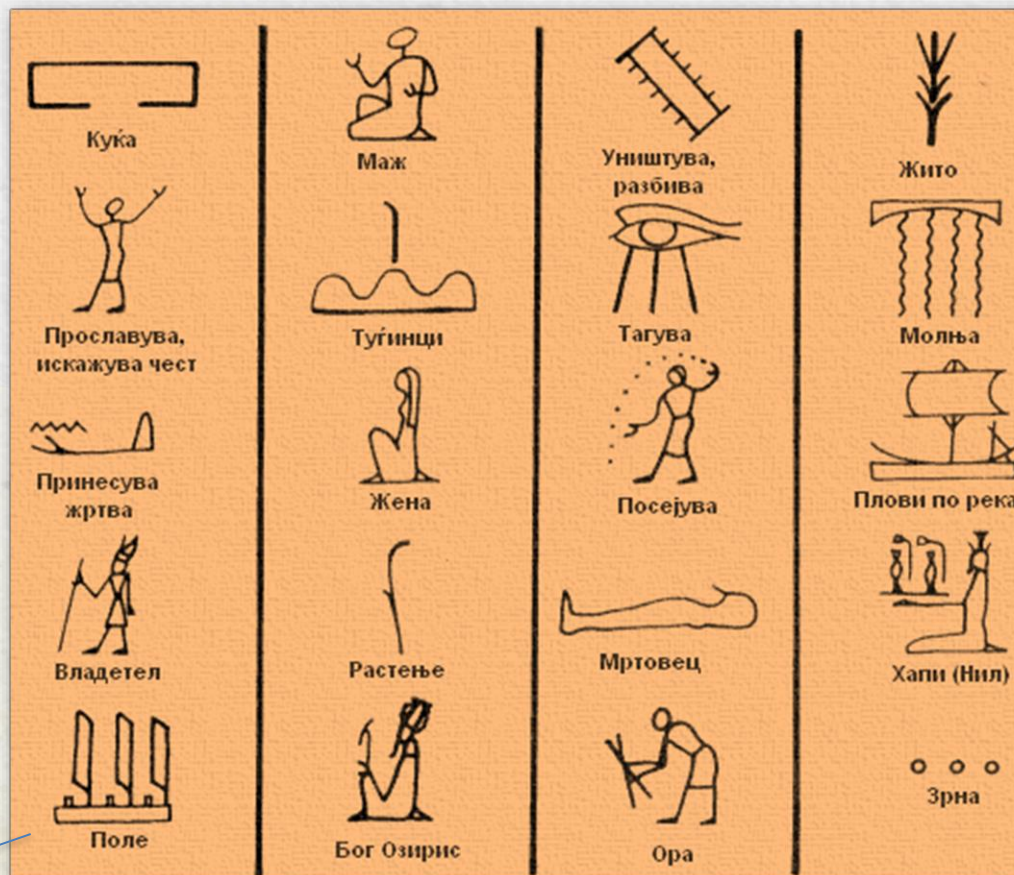 Куќа
Прославува,
искажува чест
Принесува
жртва
Владетел
Поле
Маж
Туѓинци
Жена
Растење
Бог Озирис
Уништува,
разбива
Тагува
Посејува
Мртовец
Ора
Жито
Молња
Плови по река
Хапи (Нил)
Зрна